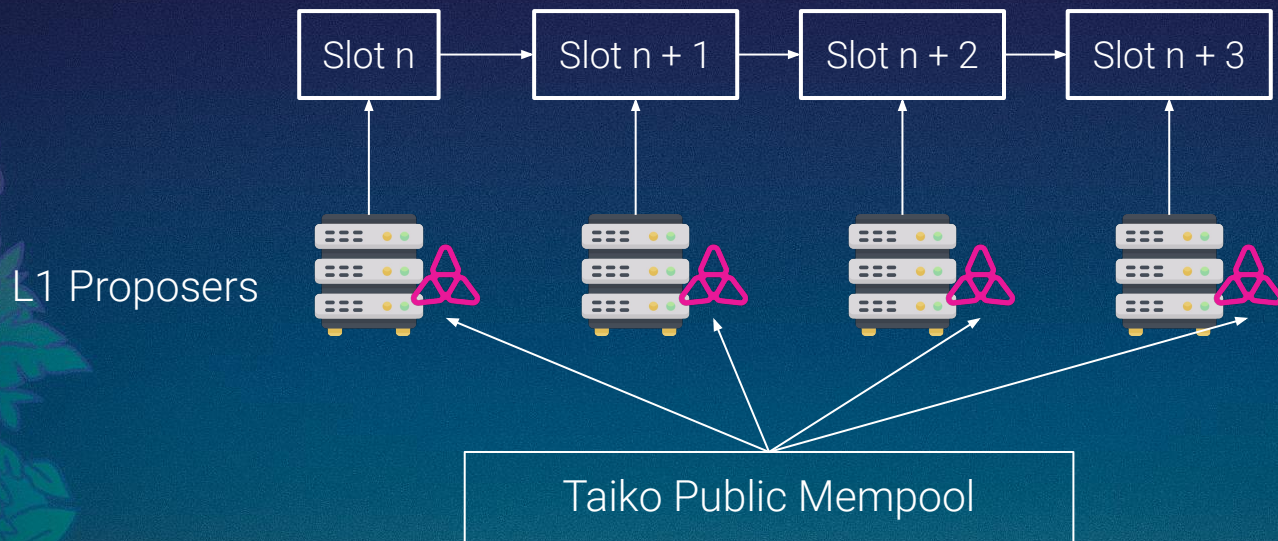 Slot n
Slot n + 1
Slot n + 2
Slot n + 3
L1 Proposers
Taiko Public Mempool